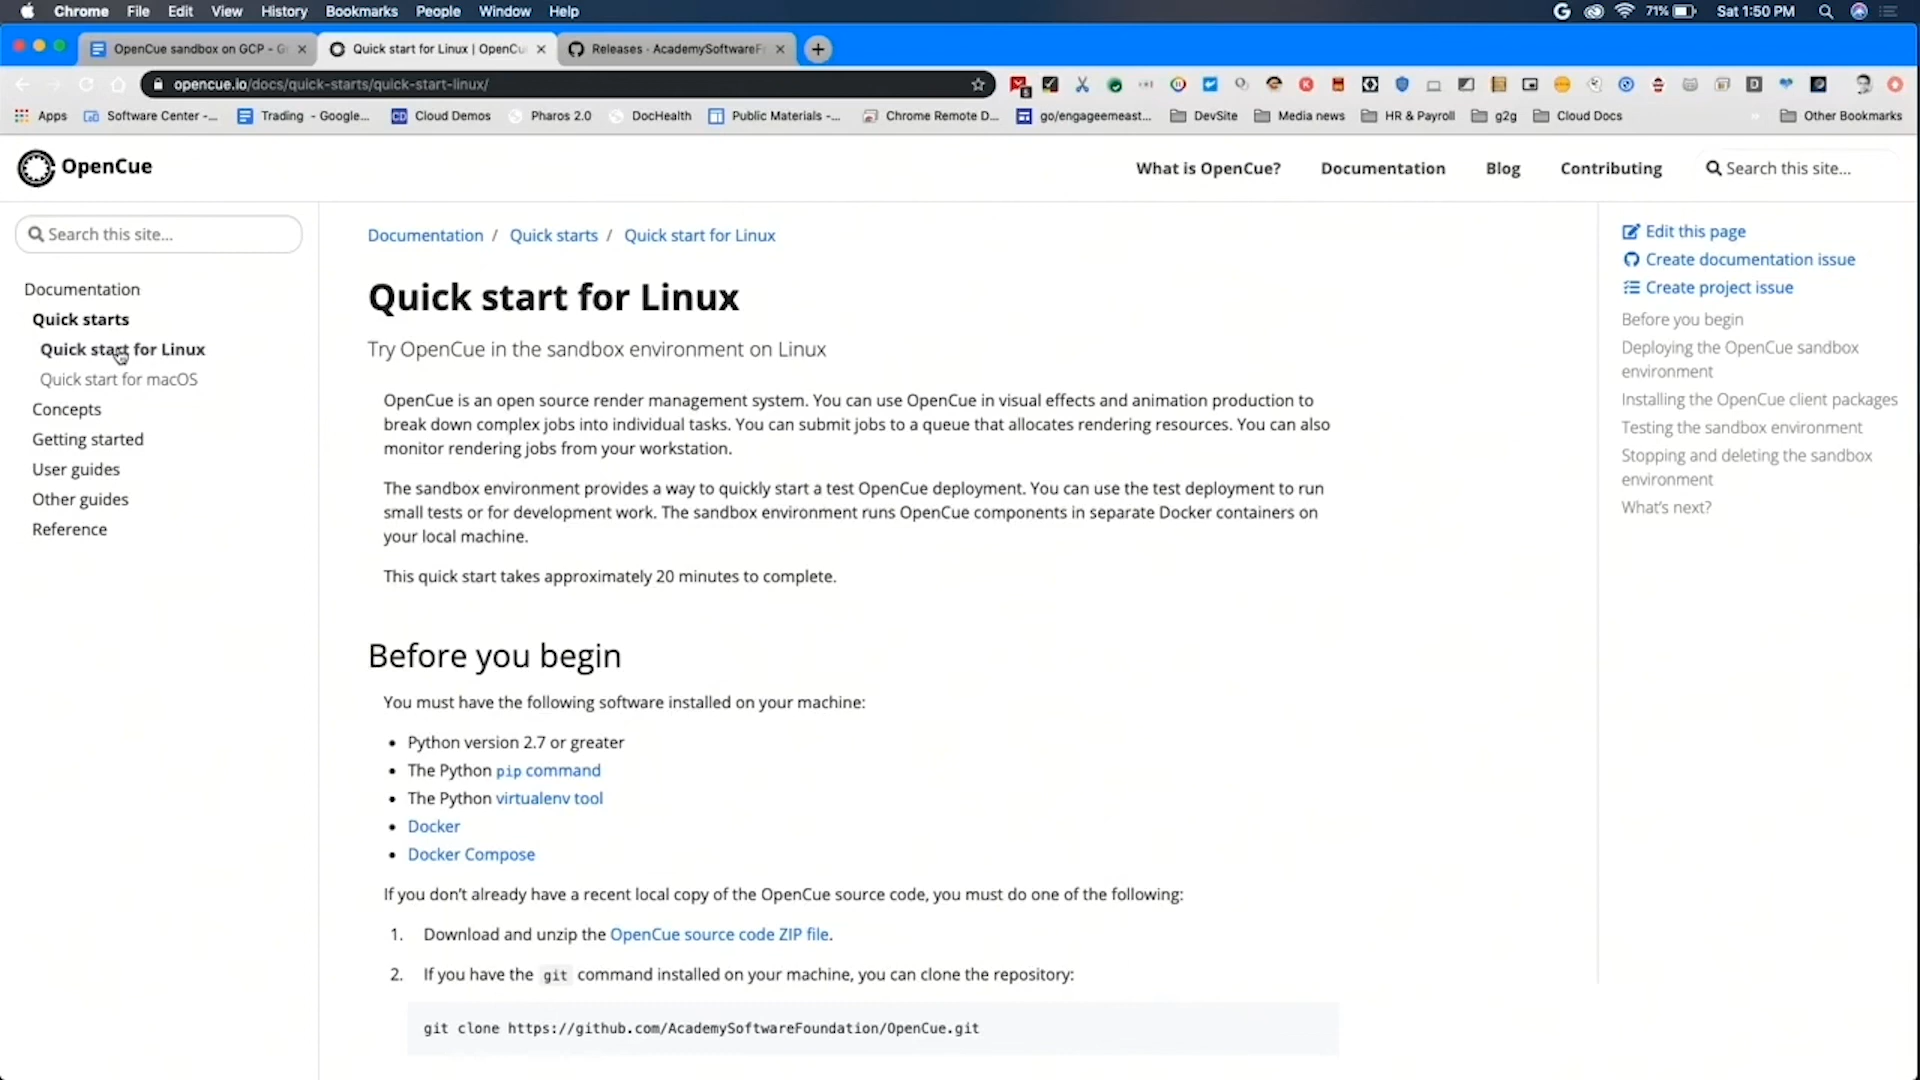 Chrome File Edit View History Bookmarks People Window Help
71% Sat 1:50 PM
OpenCue sandbox on GCP - G
Quick start for Linux | OpenCu
Releases · AcademySoftwareF
opencue.io/docs/quick-starts/quick-start-linux/
Apps Software Center -... Trading - Google... CD Cloud Demos Pharos 2.0 DocHealth Public Materials -... Chrome Remote D... go/engageemeast... DevSite Media news HR & Payroll g2g Cloud Docs Other Bookmarks
OpenCue
What is OpenCue? Documentation Blog Contributing Search this site...
Search this site...
Documentation
Quick starts
Quick start for Linux
Quick start for macOS
Concepts
Getting started
User guides
Other guides
Reference
Documentation / Quick starts / Quick start for Linux
Quick start for Linux
Try OpenCue in the sandbox environment on Linux
OpenCue is an open source render management system. You can use OpenCue in visual effects and animation production to
break down complex jobs into individual tasks. You can submit jobs to a queue that allocates rendering resources. You can also
monitor rendering jobs from your workstation.
The sandbox environment provides a way to quickly start a test OpenCue deployment. You can use the test deployment to run
small tests or for development work. The sandbox environment runs OpenCue components in separate Docker containers on
your local machine.
This quick start takes approximately 20 minutes to complete.
Before you begin
You must have the following software installed on your machine:
• Python version 2.7 or greater
• The Python pip command
• The Python virtualenv tool
• Docker
• Docker Compose
If you don't already have a recent local copy of the OpenCue source code, you must do one of the following:
1. Download and unzip the OpenCue source code ZIP file.
2. If you have the git command installed on your machine, you can clone the repository:
git clone https://github.com/AcademySoftwareFoundation/OpenCue.git
Edit this page
Create documentation issue
Create project issue
Before you begin
Deploying the OpenCue sandbox
environment
Installing the OpenCue client packages
Testing the sandbox environment
Stopping and deleting the sandbox
environment
What's next?